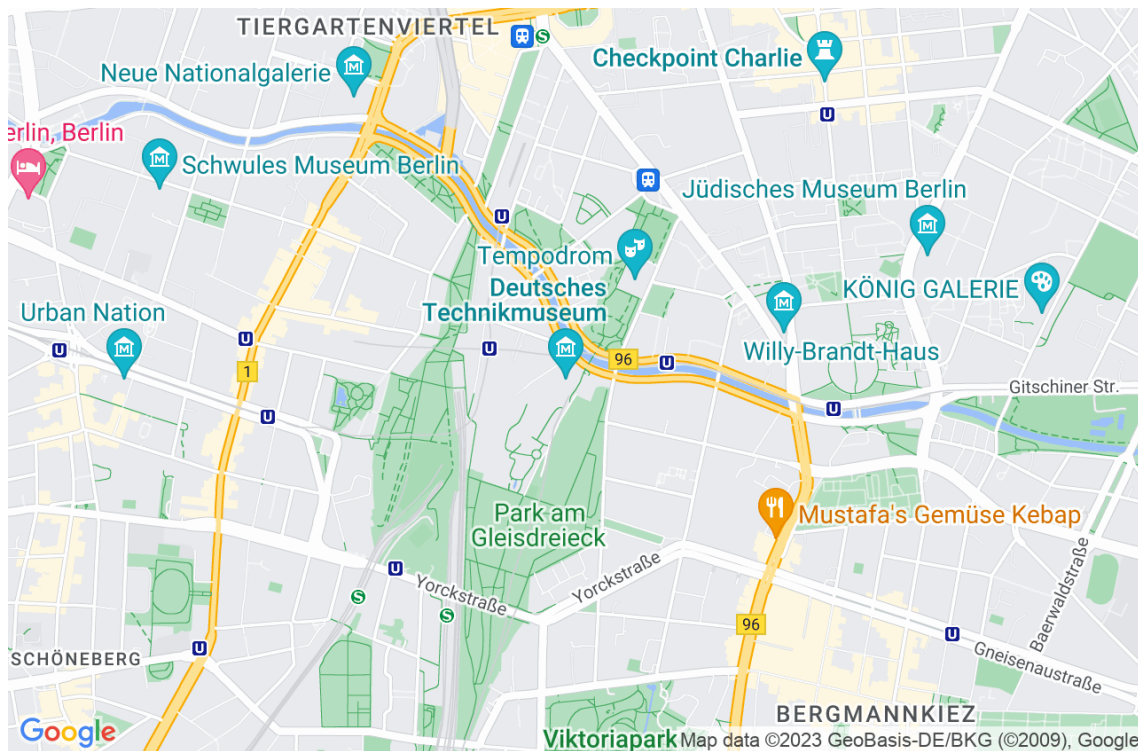 TIERGARTENVIERTEL
S
Neue Nationalgalerie
M
Checkpoint Charlie
U
erlin, Berlin
M
Schwules Museum Berlin
Jüdisches Museum Berlin
M
U
Tempodrom
Deutsches
Technikmuseum
M
KÖNIG GALERIE
M
Willy-Brandt-Haus
Urban Nation
M
U
U
U
96
U
1
Gitschiner Str.
U
U
Mustafa's Gemüse Kebap
Park am
Gleisdreieck
U
Yorckstraße
Yorckstraße
S
S
96
U
Baerwaldstraße
Gneisenaustraße
U
SCHÖNEBERG
BERGMANNKIEZ
Google
Viktoriapark
Map data ©2023 GeoBasis-DE/BKG (©2009), Google